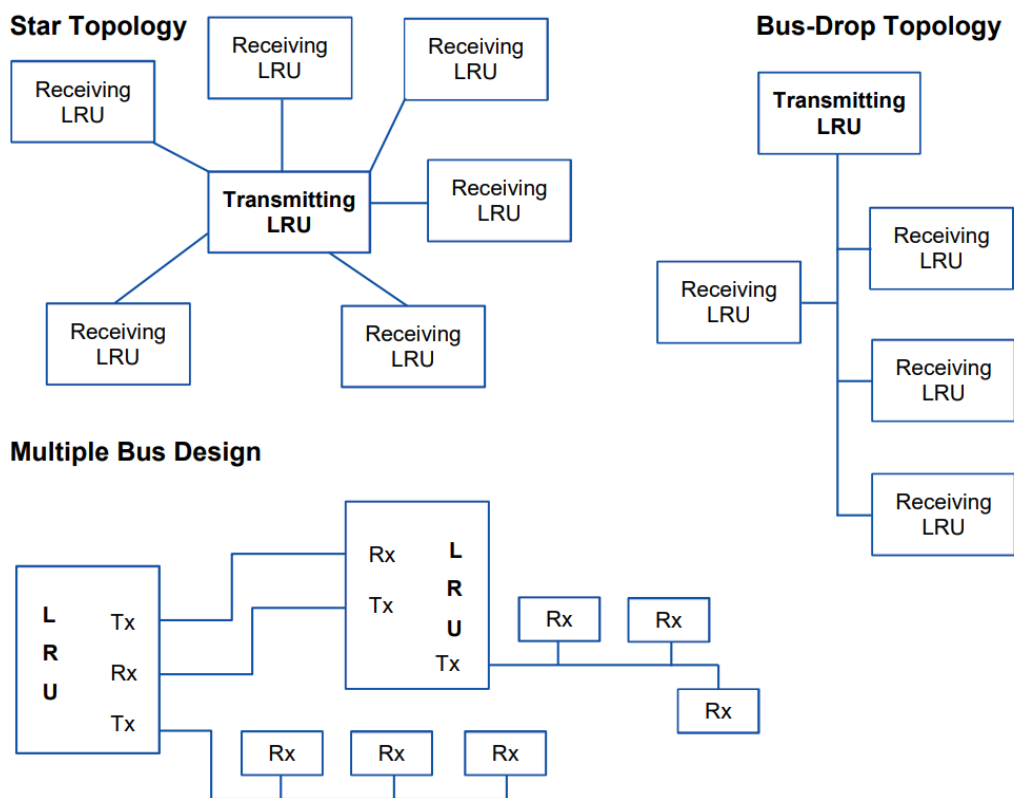 Star Topology
Bus-Drop Topology
Receiving
LRU
Receiving
LRU
Receiving
LRU
Transmitting
LRU
Receiving
LRU
Receiving
LRU
Receiving
LRU
Transmitting
LRU
Receiving
LRU
Receiving
LRU
Receiving
LRU
Receiving
LRU
Multiple Bus Design
L
R
U
Tx
Rx
Tx
Rx
Tx
L
R
U
Tx
Rx
Rx
Rx
Rx
Rx
Rx